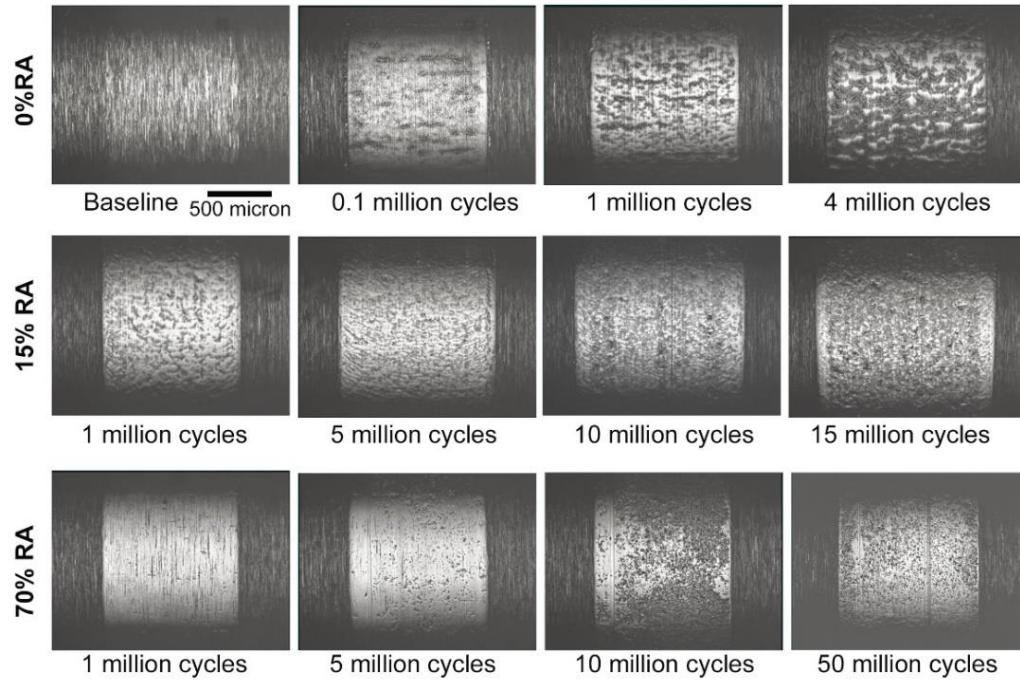 0%RA
Baseline
500 micron
0.1 million cycles
1 million cycles
4 million cycles
15% RA
1 million cycles
5 million cycles
10 million cycles
15 million cycles
70% RA
1 million cycles
5 million cycles
10 million cycles
50 million cycles